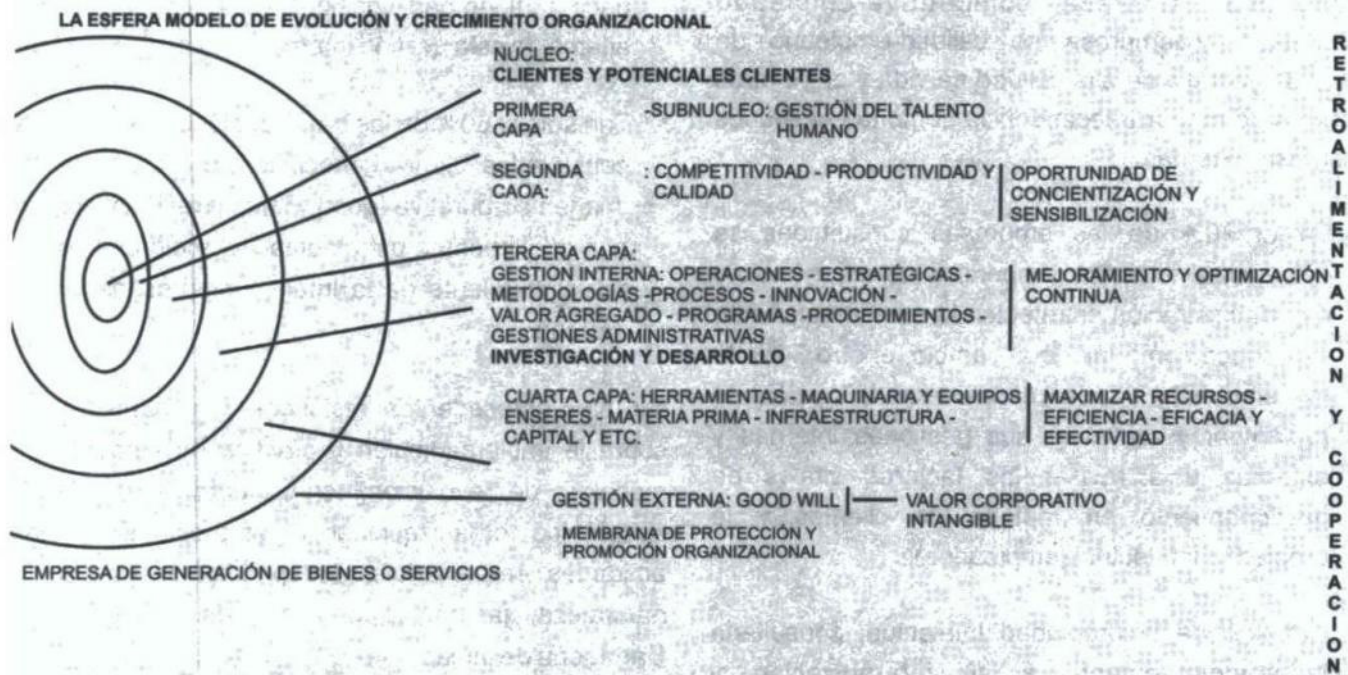 LA ESFERA MODELO DE EVOLUCIÓN Y CRECIMIENTO ORGANIZACIONAL
NUCLEO:
CLIENTES Y POTENCIALES CLIENTES
PRIMERA CAPA
-SUBNUCLEO: GESTIÓN DEL TALENTO
HUMANO
SEGUNDA
CAOA:
: COMPETITIVIDAD - PRODUCTIVIDAD Y
CALIDAD
OPORTUNIDAD DE
CONCIENTIZACIÓN Y
SENSIBILIZACIÓN
TERCERA CAPA:
GESTION INTERNA: OPERACIONES - ESTRATÉGICAS -
METODOLOGÍAS -PROCESOS - INNOVACIÓN -
VALOR AGREGADO - PROGRAMAS -PROCEDIMIENTOS -
GESTIONES ADMINISTRATIVAS
INVESTIGACIÓN Y DESARROLLO
MEJORAMIENTO Y OPTIMIZACIÓN
CONTINUA
CUARTA CAPA: HERRAMIENTAS - MAQUINARIA Y EQUIPOS
ENSERES - MATERIA PRIMA - INFRAESTRUCTURA -
CAPITAL Y ETC.
MAXIMIZAR RECURSOS -
EFICIENCIA - EFICACIA Y
EFECTIVIDAD
GESTIÓN EXTERNA: GOOD WILL
VALOR CORPORATIVO
INTANGIBLE
MEMBRANA DE PROTECCIÓN Y
PROMOCIÓN ORGANIZACIONAL
EMPRESA DE GENERACIÓN DE BIENES O SERVICIOS
RETROALIMENTACION Y COOPERACION